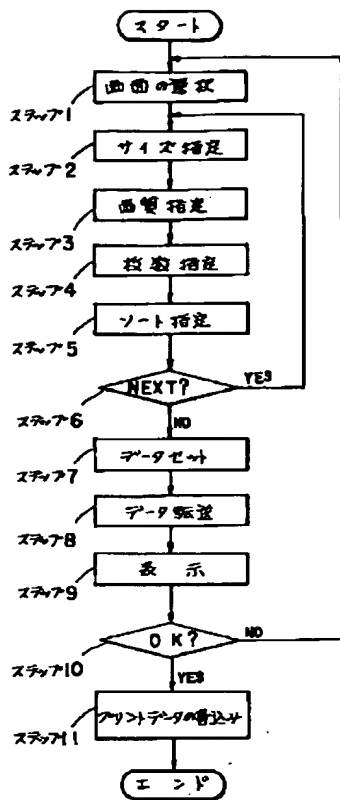 スタート
画面の選択
ステップ1
サイズ指定
ステップ2
画質指定
ステップ3
枚数指定
ステップ4
ソート指定
ステップ5
NEXT?
YES
ステップ6
NO
データセット
ステップ7
データ転送
ステップ8
表示
ステップ9
OK?
NO
ステップ10
YES
プリントデータの書込み
ステップ11
エンド